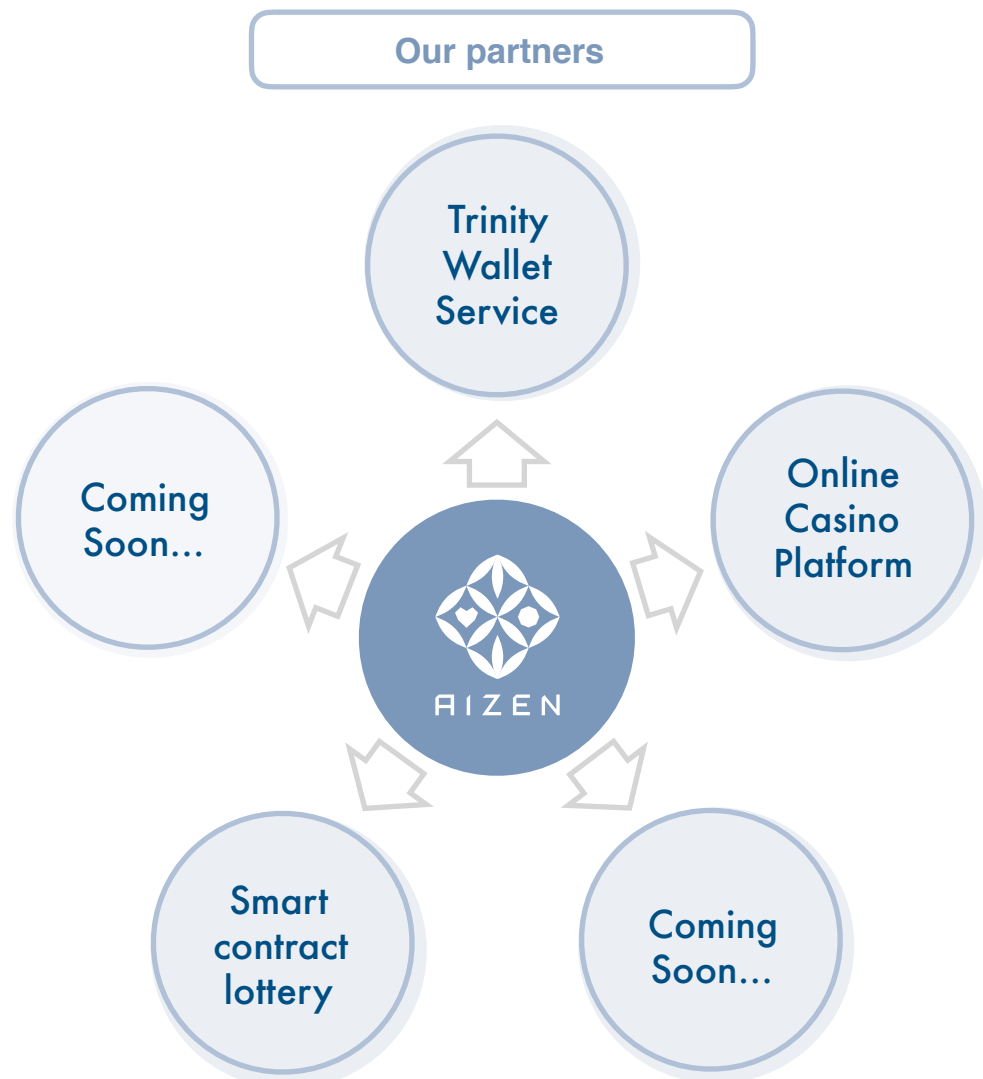 Our partners
Trinity
Wallet
Service
Coming
Soon...
Online
Casino
Platform
AIZEN
Smart
contract
lottery
Coming
Soon...